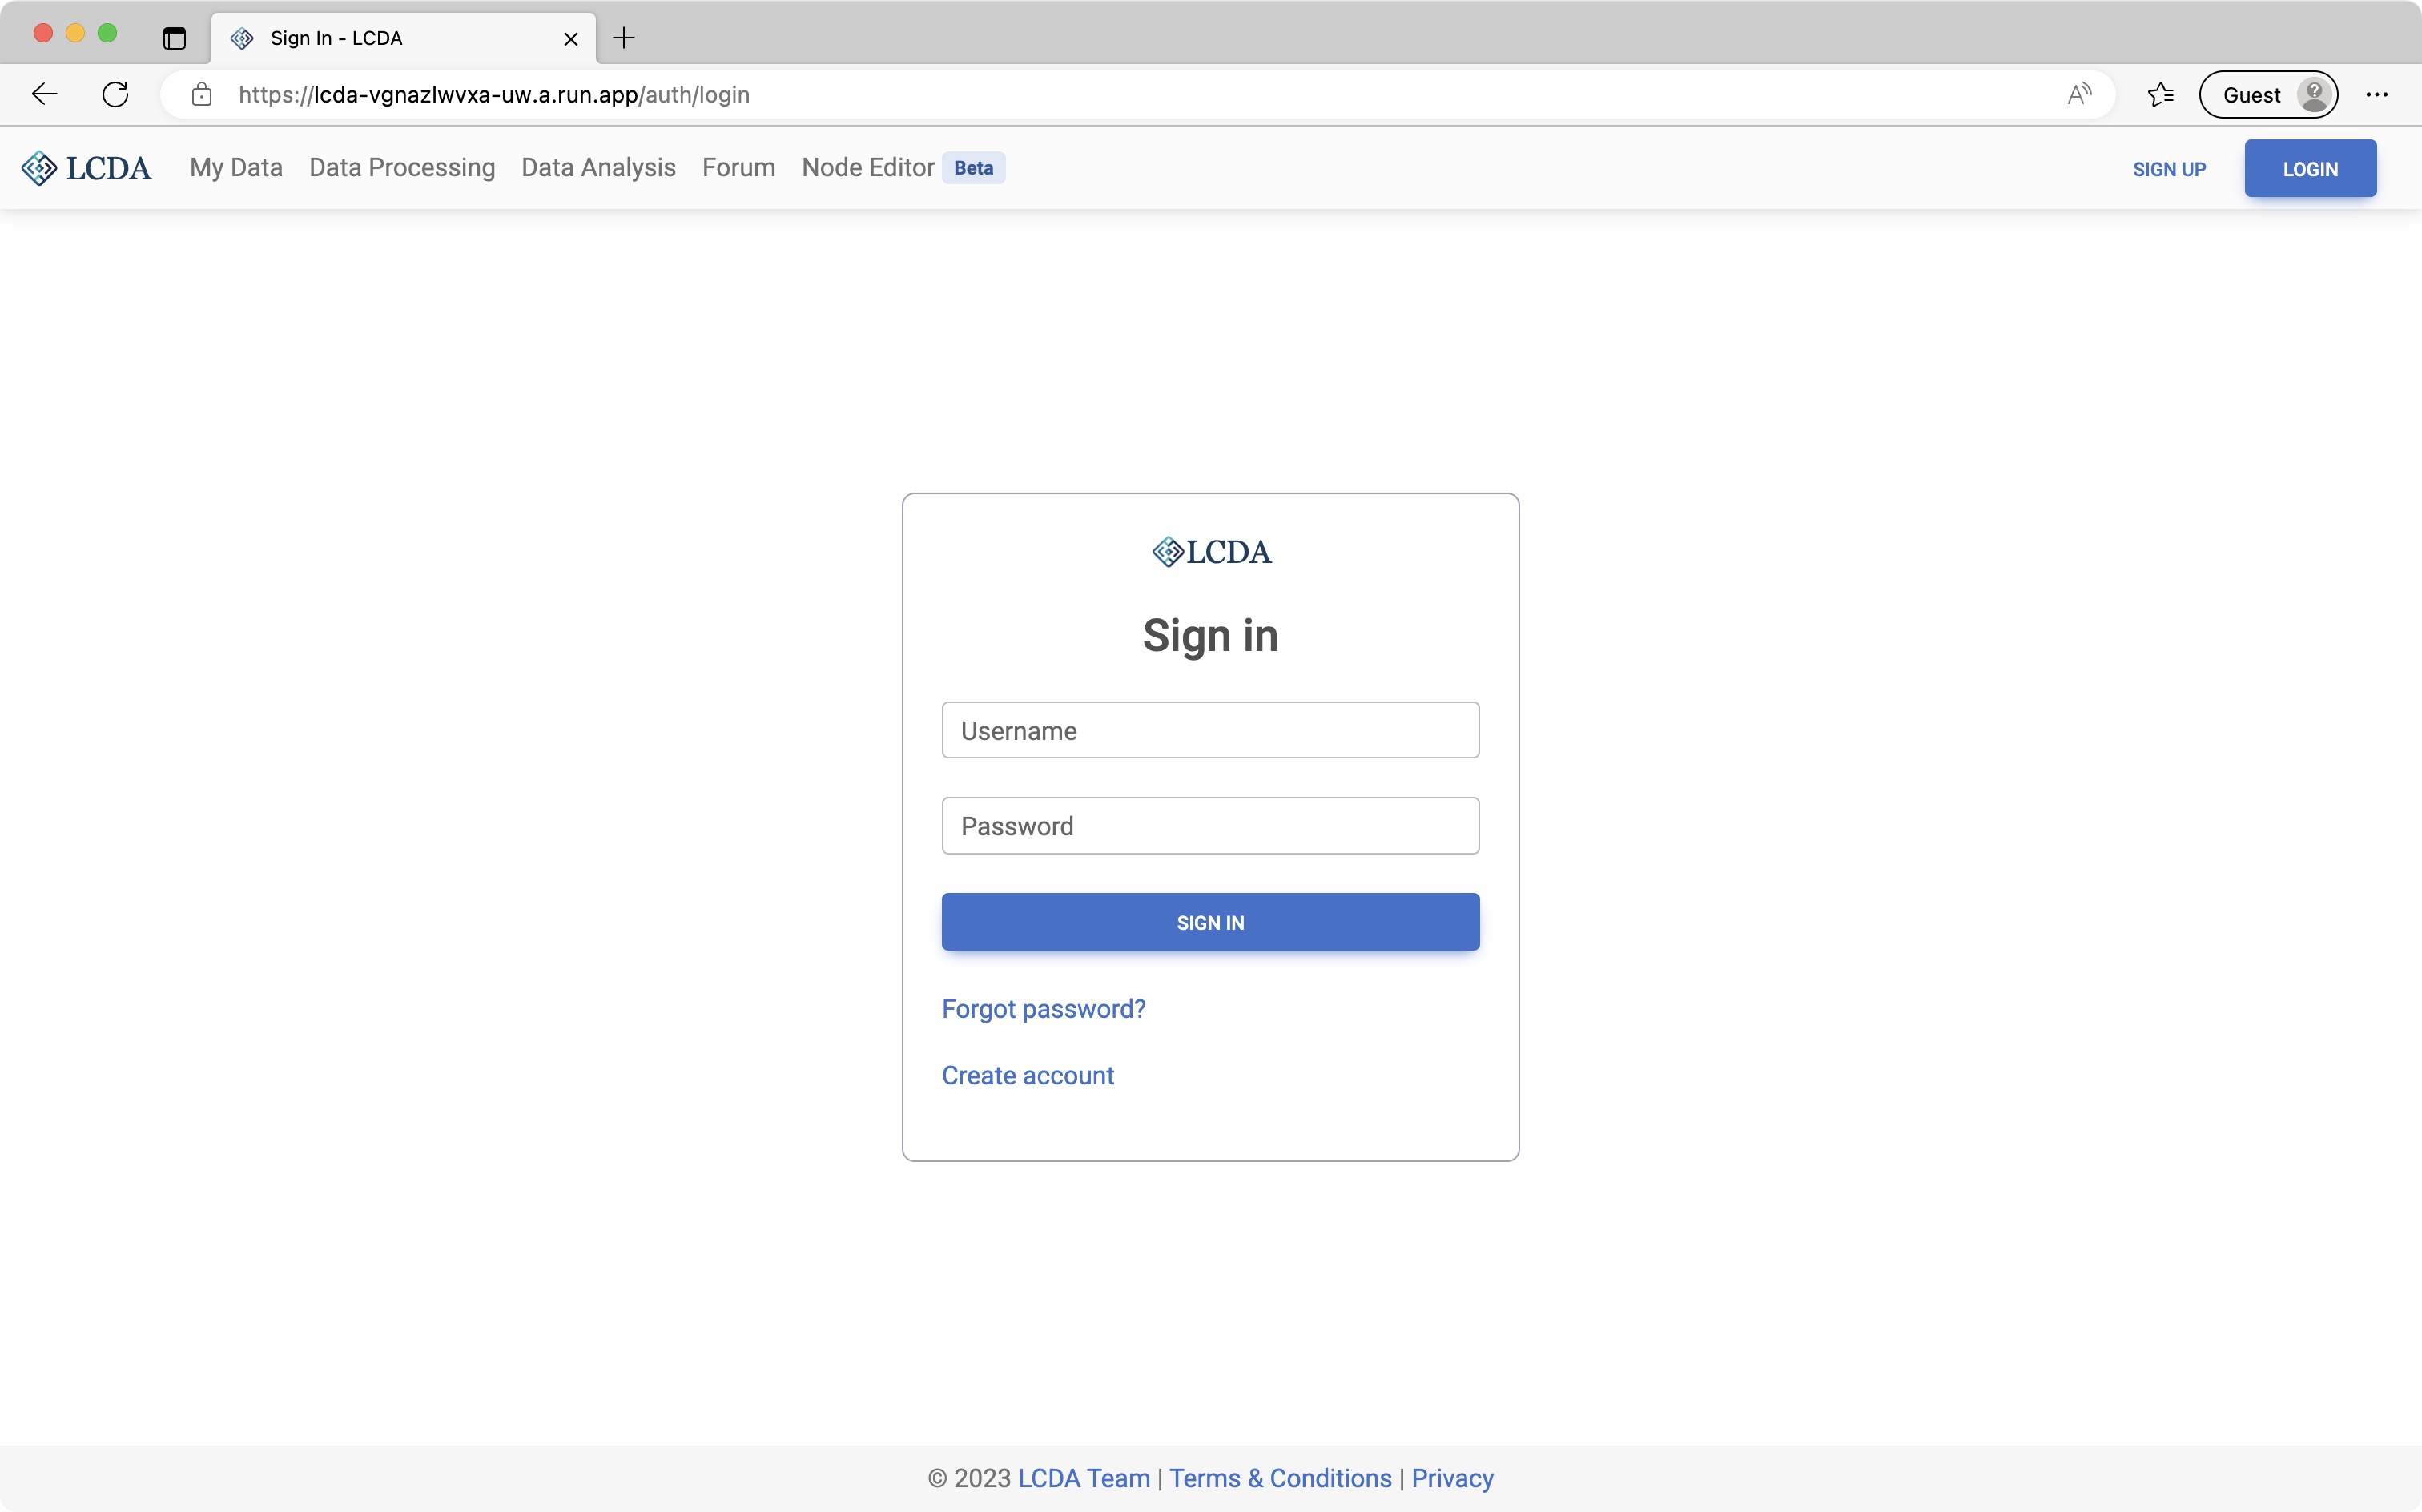 Sign In - LCDA
https://lcda-vgnazlwvxa-uw.a.run.app/auth/login
Guest
LCDA My Data Data Processing Data Analysis Forum Node Editor Beta SIGN UP LOGIN
LCDA
Sign in
Username
Password
SIGN IN
Forgot password?
Create account
© 2023 LCDA Team | Terms & Conditions | Privacy